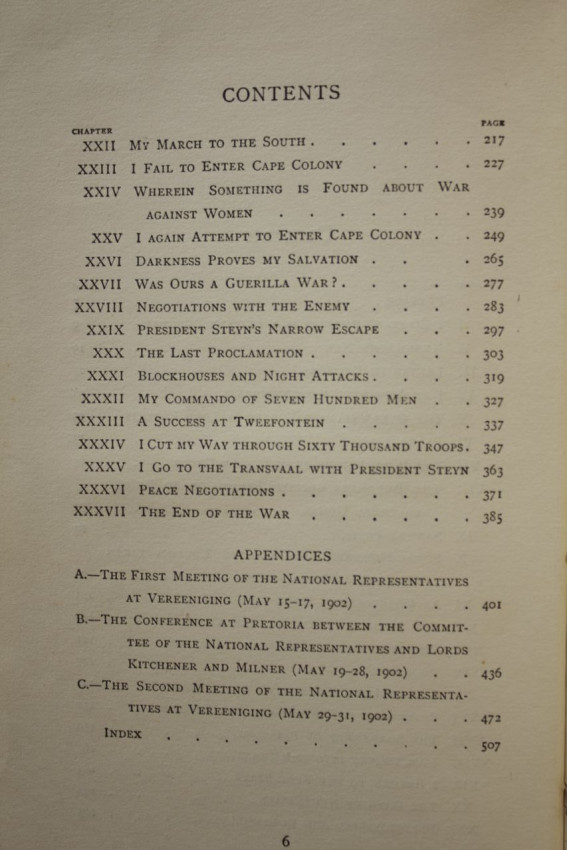 CONTENTS
CHAPTER PAGE
XXII My March to the South . . . . . . 217
XXIII I Fail to Enter Cape Colony . . . . 227
XXIV Wherein Something is Found about War
against Women . . . . . . . 239
XXV I again Attempt to Enter Cape Colony . . 249
XXVI Darkness Proves my Salvation . . . 265
XXVII Was Ours a Guerilla War? . . . . . 277
XXVIII Negotiations with the Enemy . . . . 283
XXIX President Steyn's Narrow Escape . . . 297
XXX The Last Proclamation . . . . . . 303
XXXI Blockhouses and Night Attacks . . . . 319
XXXII My Commando of Seven Hundred Men . . 327
XXXIII A Success at Tweefontein . . . . . 337
XXXIV I Cut my Way through Sixty Thousand Troops . 347
XXXV I Go to the Transvaal with President Steyn 363
XXXVI Peace Negotiations . . . . . . . 371
XXXVII The End of the War . . . . . . 385
APPENDICES
A.—The First Meeting of the National Representatives
at Vereeniging (May 15-17, 1902) . . . . 401
B.—The Conference at Pretoria between the Commit-
tee of the National Representatives and Lords
Kitchener and Milner (May 19-28, 1902) . . 436
C.—The Second Meeting of the National Representa-
tives at Vereeniging (May 29-31, 1902) . . . 472
Index . . . . . . . . . . . 507
6